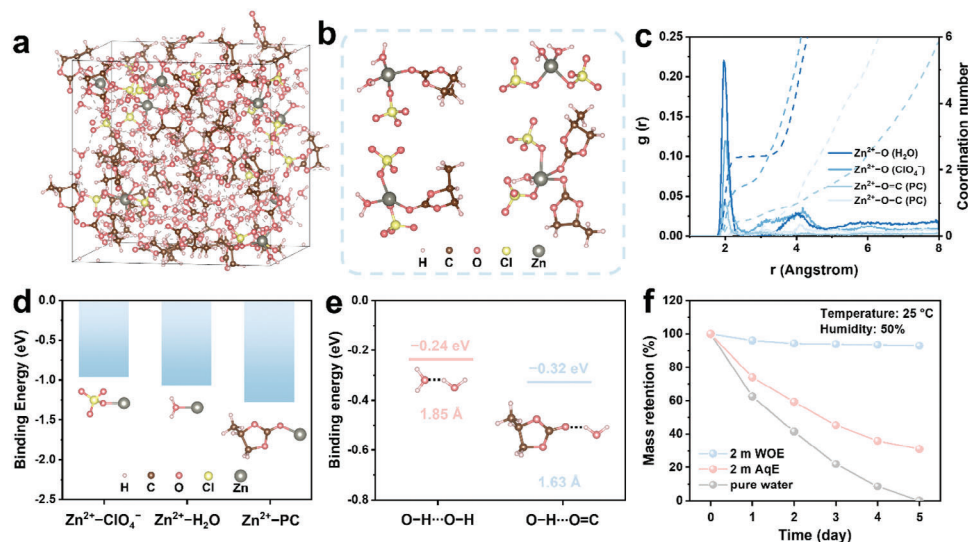 a
b
H C O Cl Zn
c
0.25
0.20
0.15
0.10
0.05
0.00
g (r)
2 4 6 8
r (Angstrom)
6
5
4
3
2
1
0
Coordination number
Zn²⁺−O (H₂O)
Zn²⁺−O (ClO₄⁻)
Zn²⁺−O=C (PC)
Zn²⁺−O−C (PC)
d
0.0
-0.5
-1.0
-1.5
-2.0
-2.5
Binding Energy (eV)
H C O Cl Zn
Zn²⁺−ClO₄⁻ Zn²⁺−H₂O Zn²⁺−PC
e
0.0
-0.2
-0.4
-0.6
-0.8
Binding energy (eV)
−0.24 eV
1.85 Å
−0.32 eV
1.63 Å
O−H···O−H O−H···O=C
f
120
100
80
60
40
20
0
Mass retention (%)
Temperature: 25 °C
Humidity: 50%
2 m WOE
2 m AqE
pure water
0 1 2 3 4 5
Time (day)